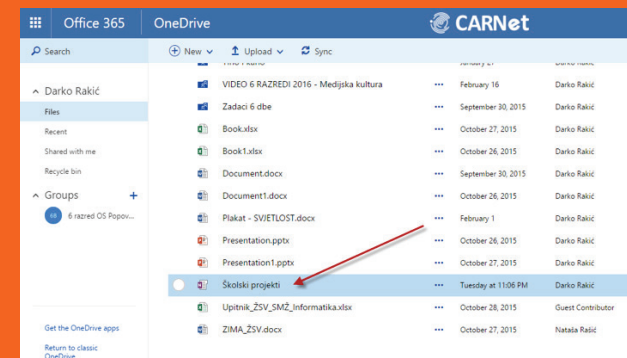 Office 365 OneDrive CARNet
Search New Upload Sync
Darko Rakić
Files
Recent
Shared with me
Recycle bin
Groups +
6 razred OS Popov...
Get the OneDrive apps
Return to classic OneDrive
VIDEO 6 RAZREDI 2016 - Medijska kultura ... February 16 Darko Rakić
Zadaci 6 dbe ... September 30, 2015 Darko Rakić
Book.xlsx ... October 27, 2015 Darko Rakić
Book1.xlsx ... October 26, 2015 Darko Rakić
Document.docx ... September 30, 2015 Darko Rakić
Document1.docx ... October 26, 2015 Darko Rakić
Plakat - SVJETLOST.docx ... February 1 Darko Rakić
Presentation.pptx ... October 26, 2015 Darko Rakić
Presentation1.pptx ... October 27, 2015 Darko Rakić
Školski projekti ... Tuesday at 11:06 PM Darko Rakić
Upitnik_ŽSV_SMŽ_Informatika.xlsx ... October 28, 2015 Guest Contributor
ZIMA_ŽSV.docx ... October 27, 2015 Nataša Rašić